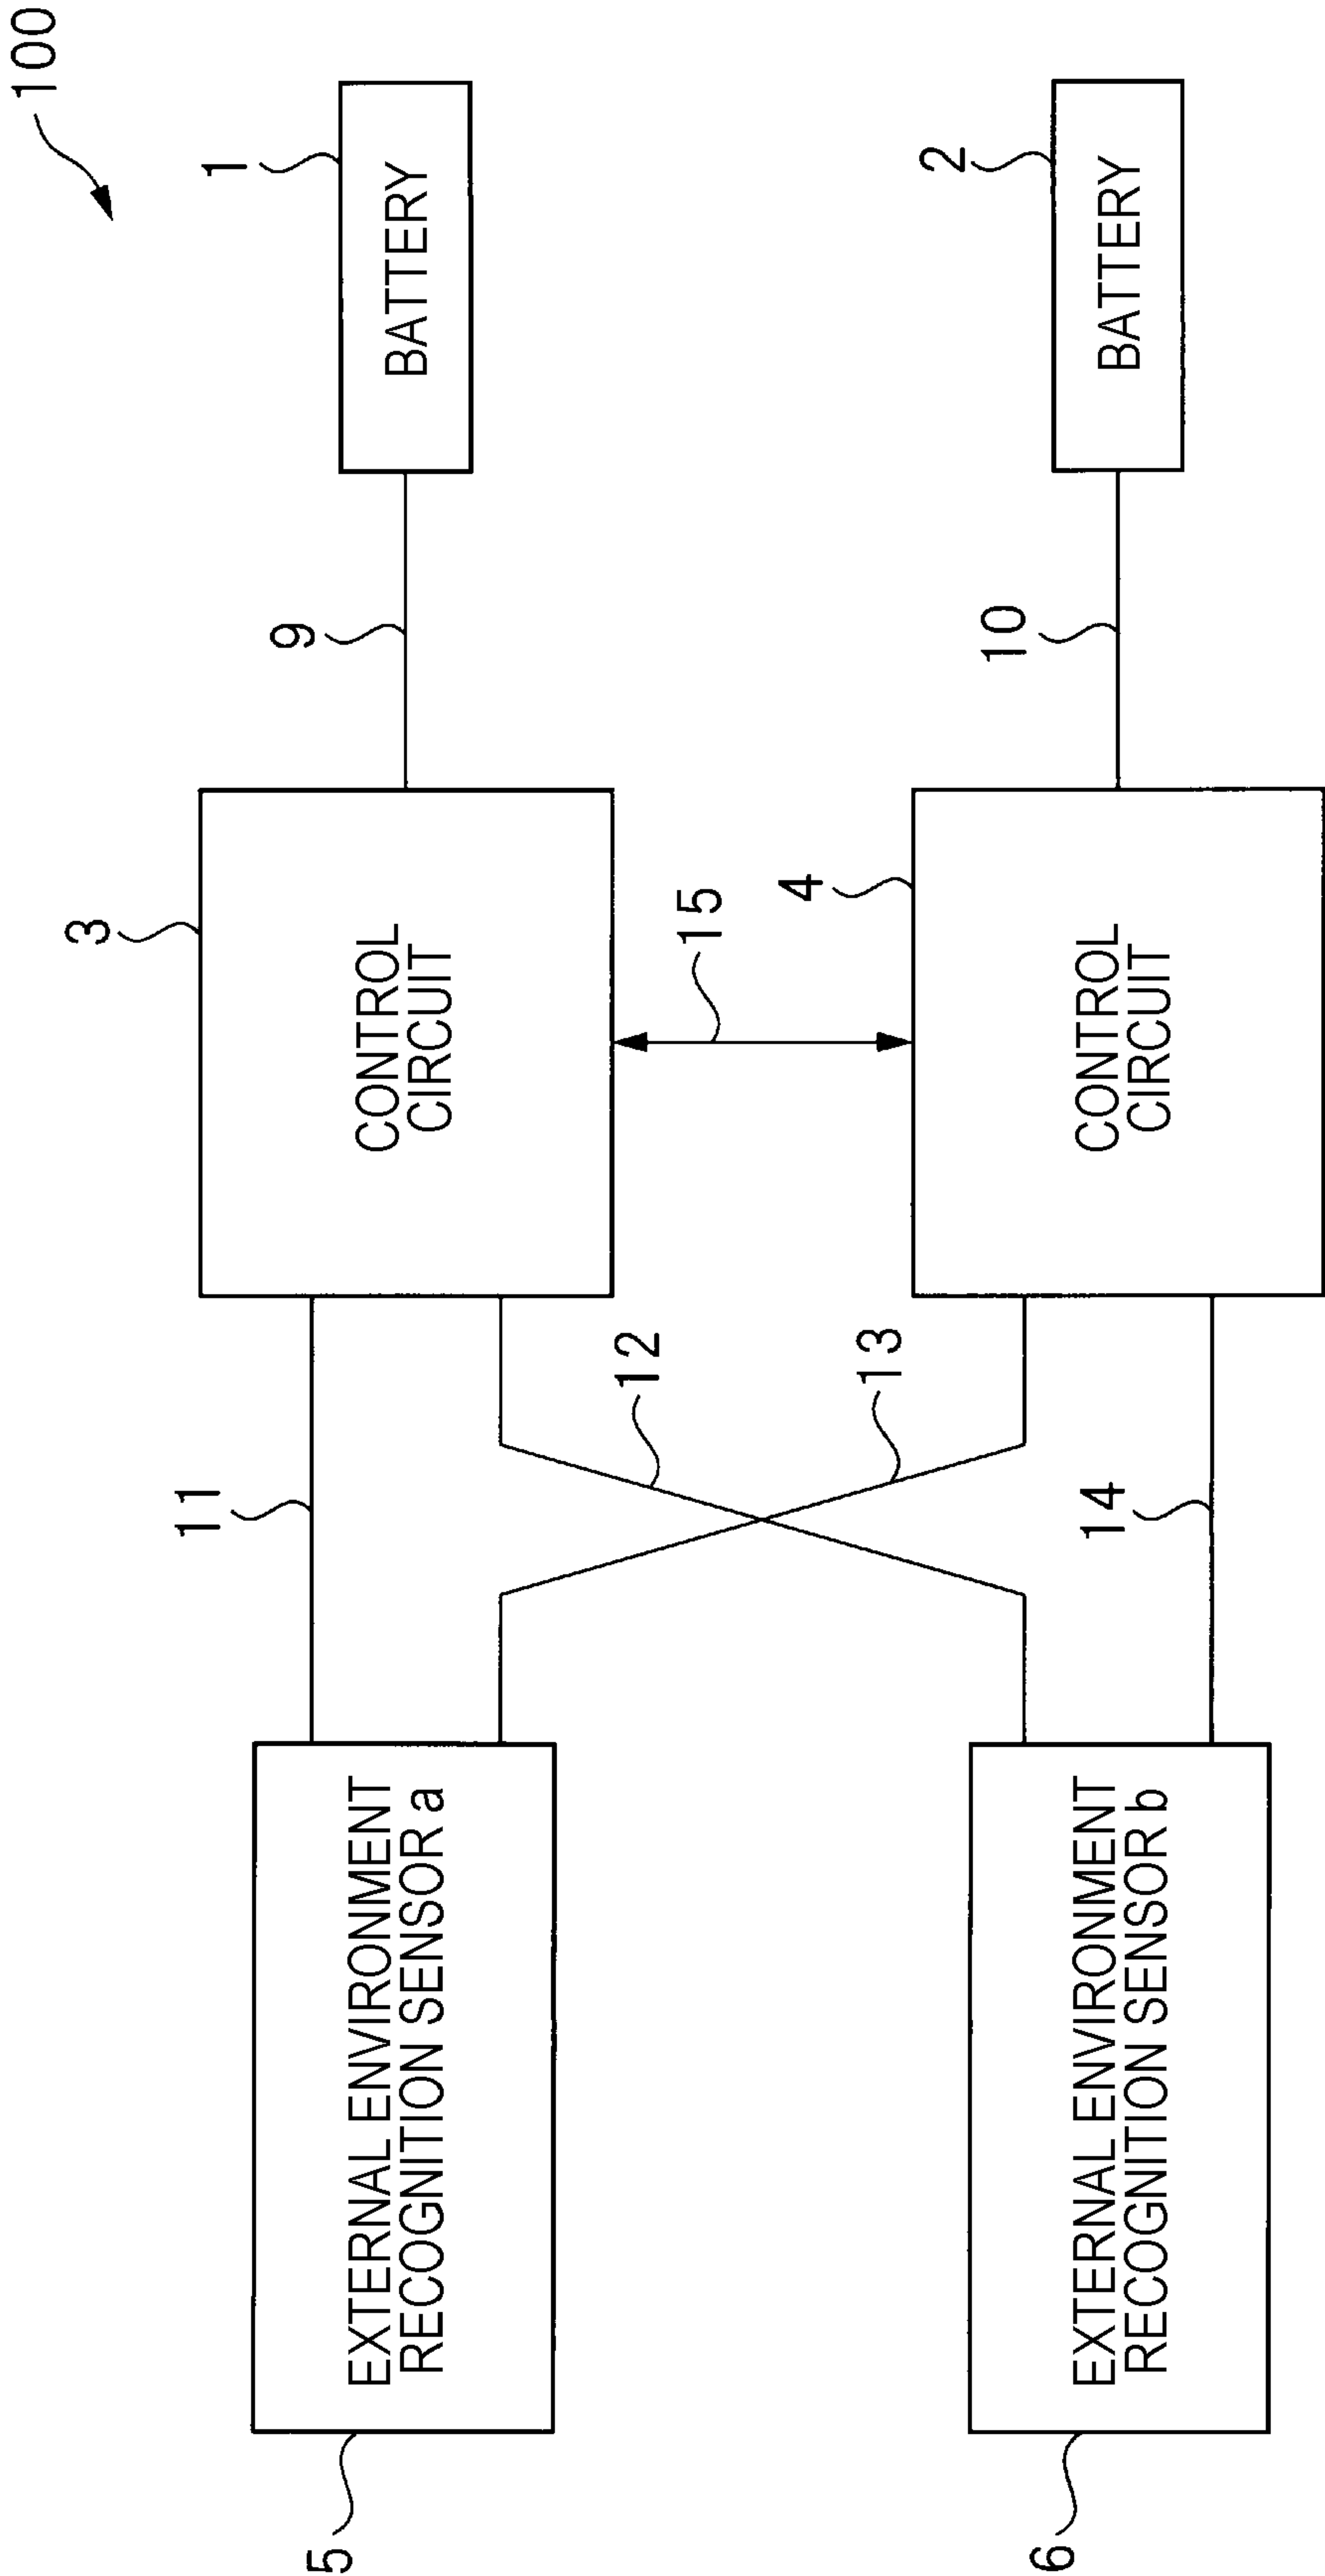 100
1
BATTERY
2
BATTERY
9
10
3
CONTROL
CIRCUIT
15
4
CONTROL
CIRCUIT
11
12
13
14
EXTERNAL ENVIRONMENT
RECOGNITION SENSOR a
5
EXTERNAL ENVIRONMENT
RECOGNITION SENSOR b
6